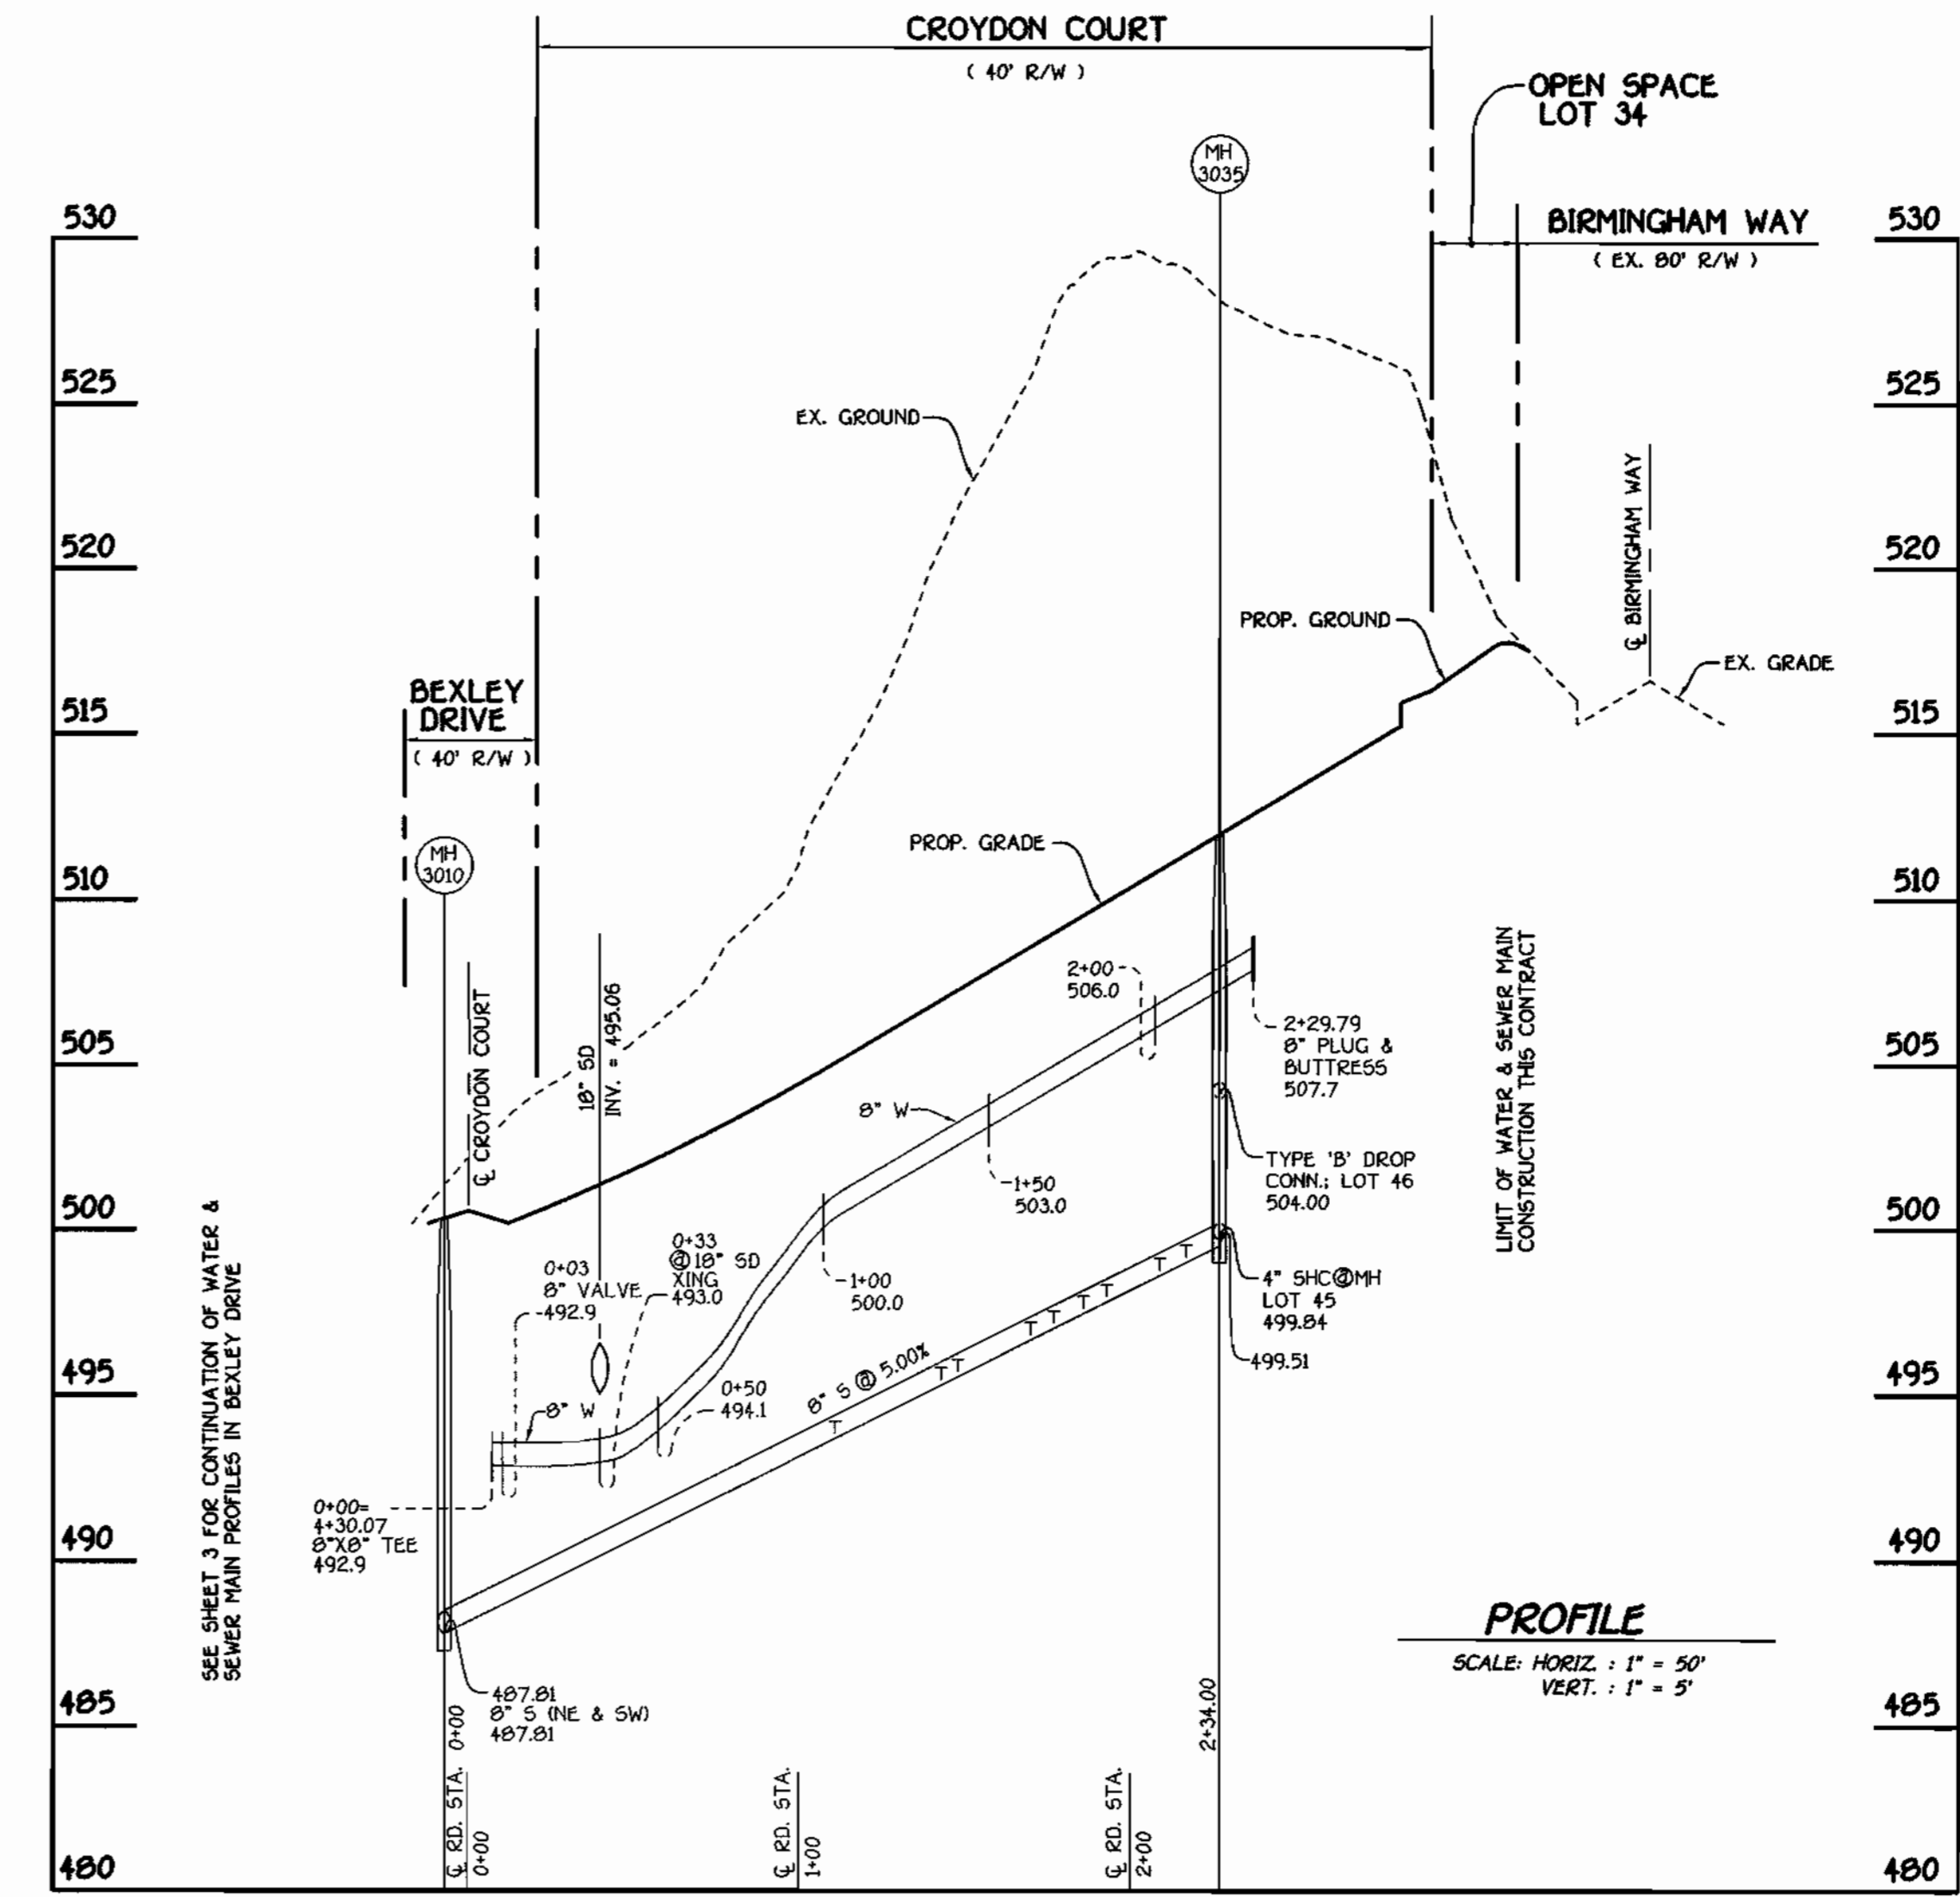 CROYDON COURT
( 40' R/W )
OPEN SPACE
LOT 34
MH
3035
BIRMINGHAM WAY
( EX. 80' R/W )
530
530
525
525
EX. GROUND
520
520
℄ BIRMINGHAM WAY
PROP. GROUND
EX. GRADE
BEXLEY
DRIVE
( 40' R/W )
515
515
MH
3010
PROP. GRADE
510
510
LIMIT OF WATER & SEWER MAIN
CONSTRUCTION THIS CONTRACT
℄ CROYDON COURT
18" SD
INV. = 495.06
2+00
506.0
2+29.79
8" PLUG &
BUTTRESS
507.7
505
505
8" W
TYPE 'B' DROP
CONN.; LOT 46
504.00
1+50
503.0
500
500
SEE SHEET 3 FOR CONTINUATION OF WATER &
SEWER MAIN PROFILES IN BEXLEY DRIVE
0+03
8" VALVE
492.9
0+33
@18" SD
XING
493.0
1+00
500.0
4" SHC@MH
LOT 45
499.84
499.51
495
495
8" W
0+50
494.1
8" S @ 5.00%
T T T T T T T T T
0+00=
4+30.07
8"X8" TEE
492.9
490
490
PROFILE
SCALE: HORIZ. : 1" = 50'
VERT. : 1" = 5'
487.81
8" S (NE & SW)
487.81
485
485
0+00
2+34.00
℄ RD. STA.
0+00
℄ RD. STA.
1+00
℄ RD. STA.
2+00
480
480